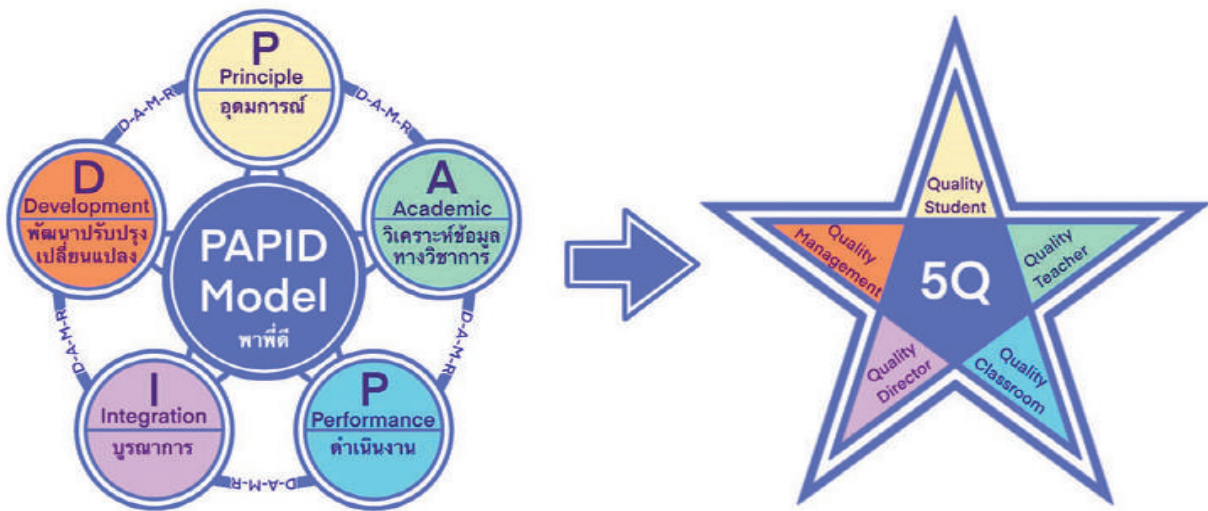 P
Principle
อุดมการณ์
D-A-M-R
A
Academic
วิเคราะห์ข้อมูล
ทางวิชาการ
D-A-M-R
P
Performance
ดำเนินงาน
D-A-M-R
I
Integration
บูรณาการ
D-A-M-R
D
Development
พัฒนาปรับปรุง
เปลี่ยนแปลง
D-A-M-R
PAPID
Model
พาพี่ดี
Quality
Student
Quality
Teacher
Quality
Classroom
Quality
Director
Quality
Management
5Q